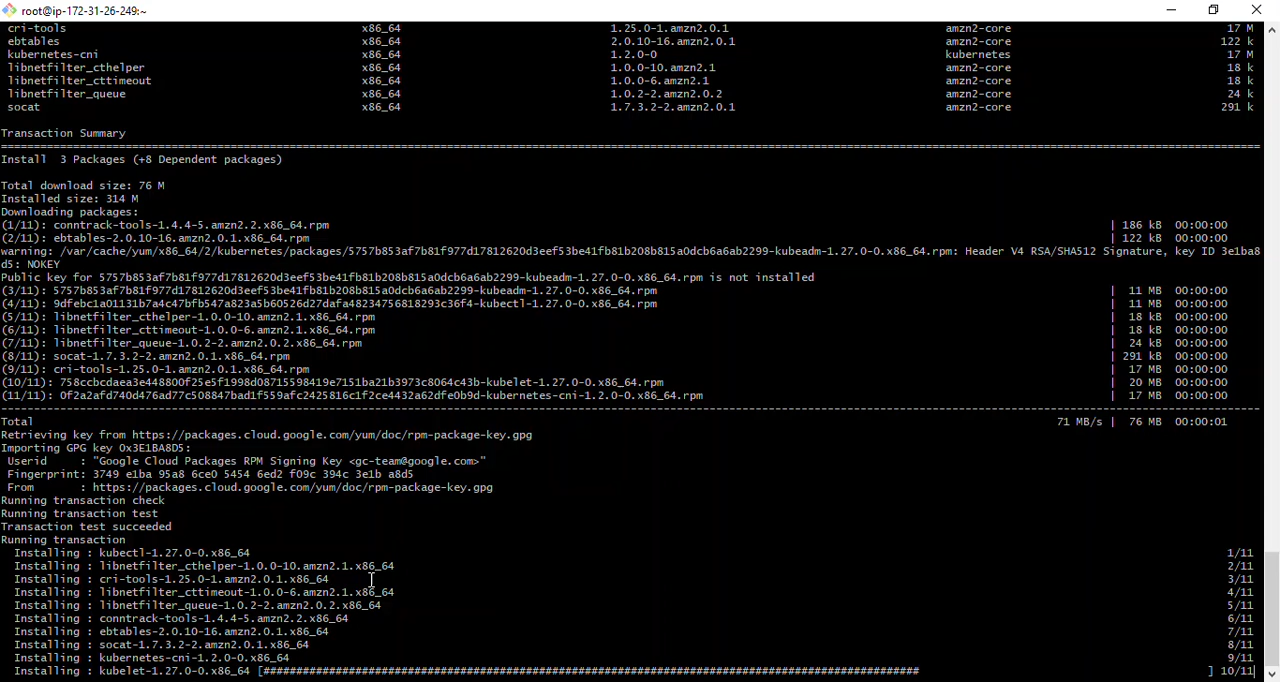 root@ip-172-31-26-249:~
cri-tools x86_64 1.25.0-1.amzn2.0.1 amzn2-core 17 M
ebtables x86_64 2.0.10-16.amzn2.0.1 amzn2-core 122 k
kubernetes-cni x86_64 1.2.0-0 kubernetes 17 M
libnetfilter_cthelper x86_64 1.0.0-10.amzn2.1 amzn2-core 18 k
libnetfilter_cttimeout x86_64 1.0.0-6.amzn2.1 amzn2-core 18 k
libnetfilter_queue x86_64 1.0.2-2.amzn2.0.2 amzn2-core 24 k
socat x86_64 1.7.3.2-2.amzn2.0.1 amzn2-core 291 k
Transaction Summary
================================================================================
Install  3 Packages (+8 Dependent packages)
Total download size: 76 M
Installed size: 314 M
Downloading packages:
(1/11): conntrack-tools-1.4.4-5.amzn2.2.x86_64.rpm | 186 kB 00:00:00
(2/11): ebtables-2.0.10-16.amzn2.0.1.x86_64.rpm | 122 kB 00:00:00
warning: /var/cache/yum/x86_64/2/kubernetes/packages/5757b853af7b81f977d17812620d3eef53be41fb81b208b815a0dcb6a6ab2299-kubeadm-1.27.0-0.x86_64.rpm: Header V4 RSA/SHA512 Signature, key ID 3e1ba8
d5: NOKEY
Public key for 5757b853af7b81f977d17812620d3eef53be41fb81b208b815a0dcb6a6ab2299-kubeadm-1.27.0-0.x86_64.rpm is not installed
(3/11): 5757b853af7b81f977d17812620d3eef53be41fb81b208b815a0dcb6a6ab2299-kubeadm-1.27.0-0.x86_64.rpm | 11 MB 00:00:00
(4/11): 9dfebc1a01131b7a4c47bfb547a823a5b60526d27dafa48234756818293c36f4-kubectl-1.27.0-0.x86_64.rpm | 11 MB 00:00:00
(5/11): libnetfilter_cthelper-1.0.0-10.amzn2.1.x86_64.rpm | 18 kB 00:00:00
(6/11): libnetfilter_cttimeout-1.0.0-6.amzn2.1.x86_64.rpm | 18 kB 00:00:00
(7/11): libnetfilter_queue-1.0.2-2.amzn2.0.2.x86_64.rpm | 24 kB 00:00:00
(8/11): socat-1.7.3.2-2.amzn2.0.1.x86_64.rpm | 291 kB 00:00:00
(9/11): cri-tools-1.25.0-1.amzn2.0.1.x86_64.rpm | 17 MB 00:00:00
(10/11): 758ccbcdaea3e448800f25e5f1998d08715598419e7151ba21b3973c8064c43b-kubelet-1.27.0-0.x86_64.rpm | 20 MB 00:00:00
(11/11): 0f2a2afd740d476ad77c508847bad1f559afc2425816c1f2ce4432a62dfe0b9d-kubernetes-cni-1.2.0-0.x86_64.rpm | 17 MB 00:00:00
--------------------------------------------------------------------------------
Total 71 MB/s | 76 MB 00:00:01
Retrieving key from https://packages.cloud.google.com/yum/doc/rpm-package-key.gpg
Importing GPG key 0x3E1BA8D5:
Userid     : "Google Cloud Packages RPM Signing Key <gc-team@google.com>"
Fingerprint: 3749 e1ba 95a8 6ce0 5454 6ed2 f09c 394c 3e1b a8d5
From       : https://packages.cloud.google.com/yum/doc/rpm-package-key.gpg
Running transaction check
Running transaction test
Transaction test succeeded
Running transaction
Installing : kubectl-1.27.0-0.x86_64 1/11
Installing : libnetfilter_cthelper-1.0.0-10.amzn2.1.x86_64 2/11
Installing : cri-tools-1.25.0-1.amzn2.0.1.x86_64 3/11
Installing : libnetfilter_cttimeout-1.0.0-6.amzn2.1.x86_64 4/11
Installing : libnetfilter_queue-1.0.2-2.amzn2.0.2.x86_64 5/11
Installing : conntrack-tools-1.4.4-5.amzn2.2.x86_64 6/11
Installing : ebtables-2.0.10-16.amzn2.0.1.x86_64 7/11
Installing : socat-1.7.3.2-2.amzn2.0.1.x86_64 8/11
Installing : kubernetes-cni-1.2.0-0.x86_64 9/11
Installing : kubelet-1.27.0-0.x86_64 [#################################################################################################### ] 10/11